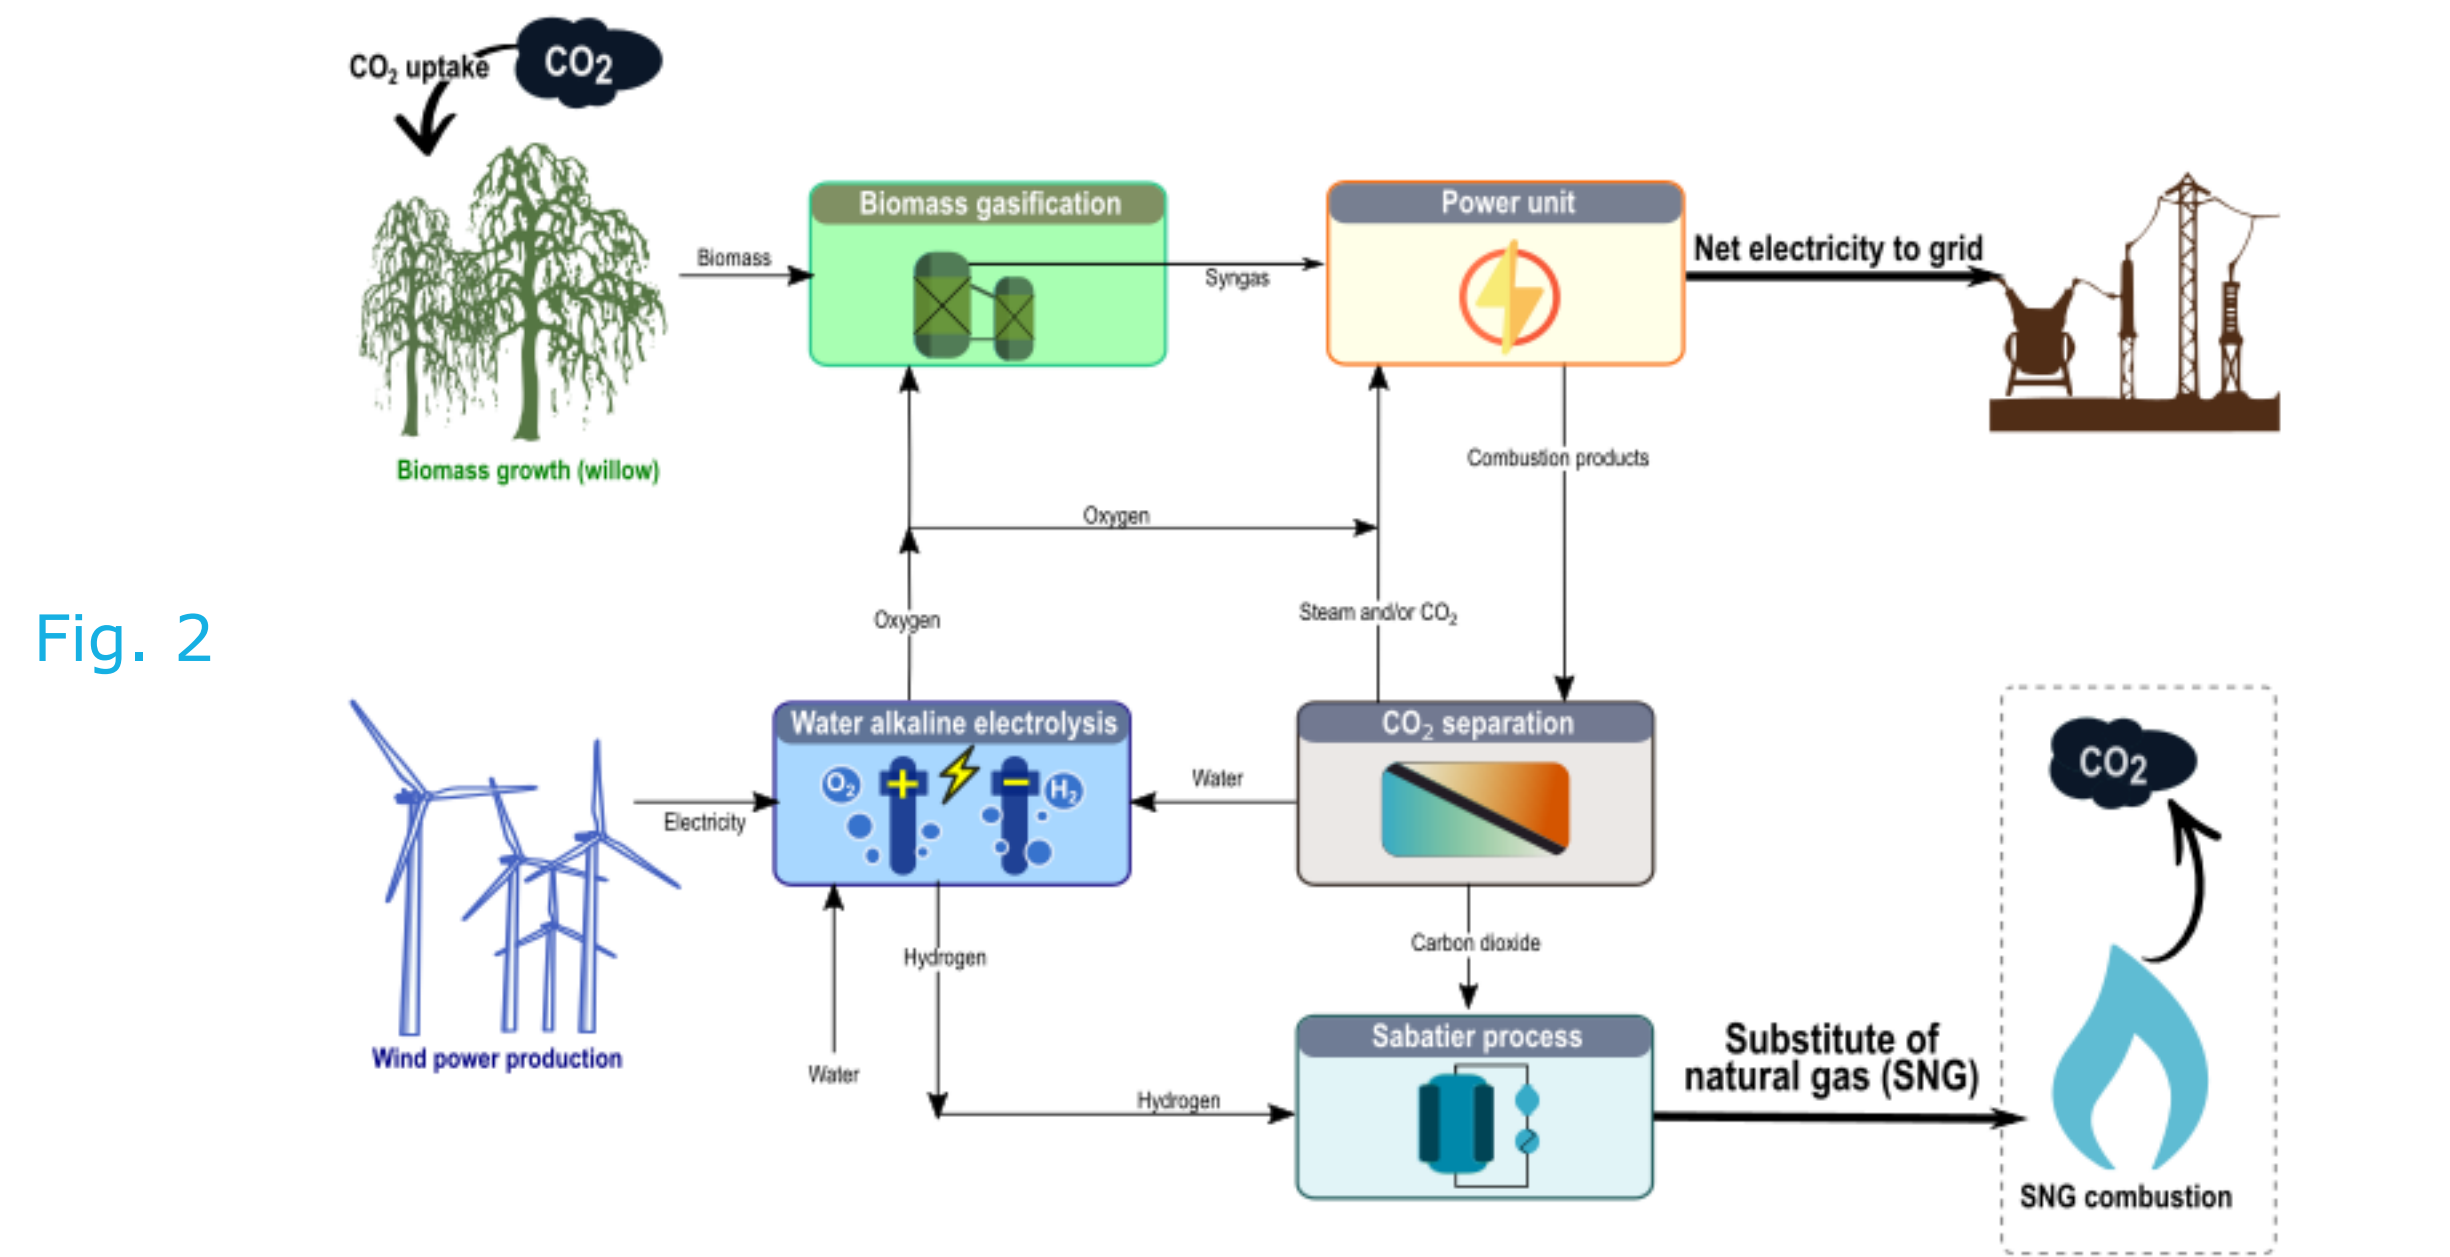 CO₂ uptake
CO₂
Biomass gasification
Power unit
Biomass
Syngas
Net electricity to grid
Biomass growth (willow)
Combustion products
Oxygen
Oxygen
Steam and/or CO₂
Fig. 2
Water alkaline electrolysis
CO₂ separation
O₂
+
−
H₂
Water
Electricity
CO₂
Hydrogen
Carbon dioxide
Wind power production
Water
Hydrogen
Sabatier process
Substitute of
natural gas (SNG)
SNG combustion